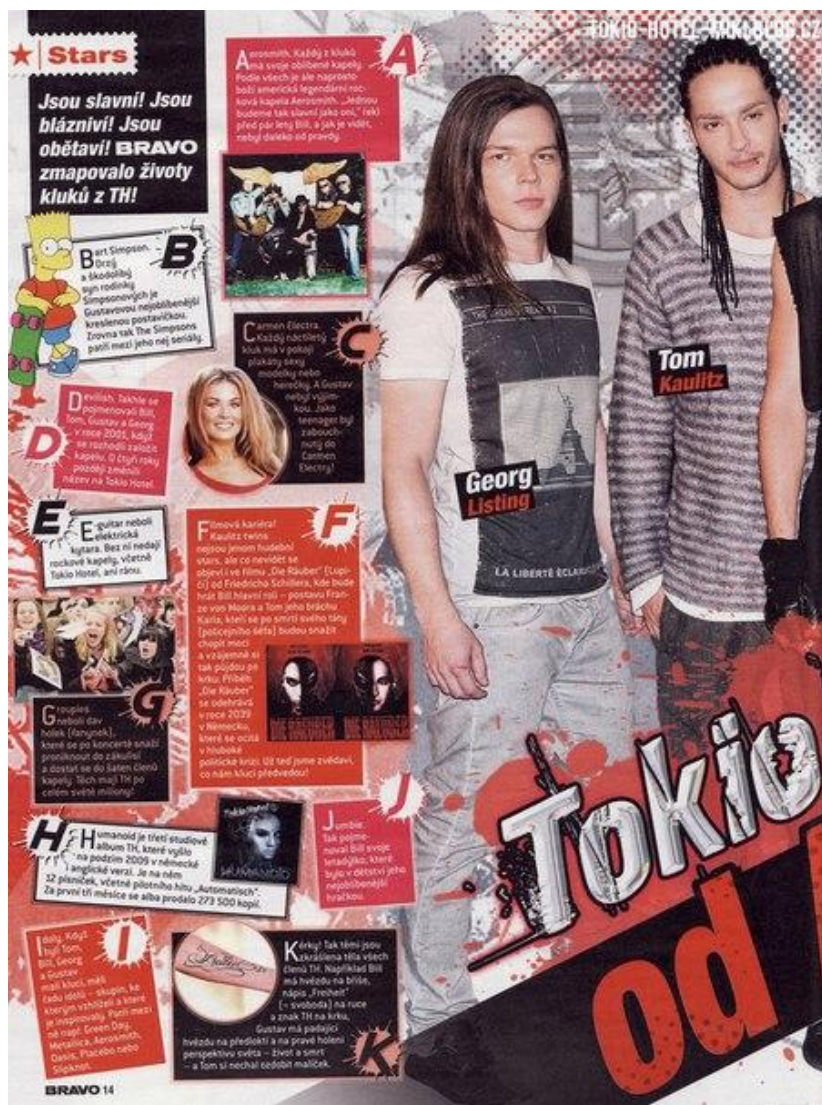 TOKIO-HOTEL-
Stars
Jsou slavní! Jsou
blázniví! Jsou
obětaví! BRAVO
zmapovalo životy
kluků z TH!
A
Aerosmith. Každý z kluků
má svoje oblíbené kapely.
Podle všech je ale naprosto
boží americká legendární roc-
ková kapela Aerosmith. „Jednou
budeme tak slavní jako oni,“ řekl
před pár lety Bill, a jak je vidět,
nebyl daleko od pravdy.
B
Bart Simpson.
Drzý
a škodolibý
syn rodinky
Simpsonových je
Gustavovou nejoblíbenější
kreslenou postavičkou.
Zrovna tak The Simpsons
patří mezi jeho nej seriály.
C
Carmen Electra.
Každý náctiletý
kluk má v pokoji
plakáty sexy
modelky nebo
herečky. A Gustav
nebyl výjim-
kou. Jako
teenager byl
zabouch-
nutý do
Carmen
Electry!
D
Devilish. Takhle se
pojmenovali Bill,
Tom, Gustav a Georg
v roce 2001, když
se rozhodli založit
kapelu. O čtyři roky
později změnili
název na Tokio Hotel.
E
E-guitar neboli
elektrická
kytara. Bez ní nedají
rockové kapely, včetně
Tokio Hotel, ani ránu.
F
Filmová kariéra!
Kaulitz twins
nejsou jenom hudební
stars, ale co nevidět se
objeví i ve filmu „Die Räuber“ (Lupi-
či) od Friedricha Schillera, kde bude
hrát Bill hlavní roli – postavu Fran-
ze von Moora a Tom jeho bráchu
Karla, kteří se po smrti svého táty
(policejního šéfa) budou snažit
chopit moci
a vzájemně si
tak půjdou po
krku. Příběh
„Die Räuber“
se odehrává
v roce 2039
v Německu,
které se ocitá
v hluboké
politické krizi. Už teď jsme zvědaví,
co nám kluci předvedou!
DIE RÄUBER
DIE RÄUBER
G
Groupies
neboli dav
holek (fanynek),
které se po koncertě snaží
proniknout do zákulisí
a dostat se do šaten členů
kapely. Těch mají TH po
celém světě miliony!
H
Humanoid je třetí studiové
album TH, které vyšlo
na podzim 2009 v německé
a anglické verzi. Je na něm
12 písniček, včetně pilotního hitu „Automatisch“.
Za první tři měsíce se alba prodalo 273 500 kopií.
HUMANOID
I
Idoly. Když
byli Tom,
Bill, Georg
a Gustav
malí kluci, měli
řadu idolů – skupin, ke
kterým vzhlíželi a které
je inspirovaly. Patří mezi
ně např. Green Day,
Metallica, Aerosmith,
Oasis, Placebo nebo
Slipknot.
J
Jumbie.
Tak pojme-
noval Bill svoje
letadýlko, které
bylo v dětství jeho
nejoblíbenější
hračkou.
K
Kérky! Tak těmi jsou
zkrášlena těla všech
členů TH. Například Bill
má hvězdu na břiše,
nápis „Freiheit“
(– svoboda) na ruce
a znak TH na krku,
Gustav má padající
hvězdu na předloktí a na pravé holeni
perspektivu světa – život a smrt
– a Tom si nechal ozdobit malíček.
Georg
Listing
Tom
Kaulitz
LA LIBERTÉ ÉCLAIR
Tokio
od
BRAVO 14